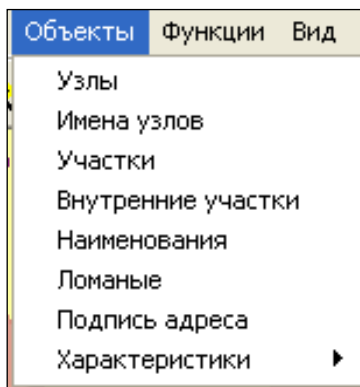 Объекты Функции Вид
Узлы
Имена узлов
Участки
Внутренние участки
Наименования
Ломаные
Подпись адреса
Характеристики